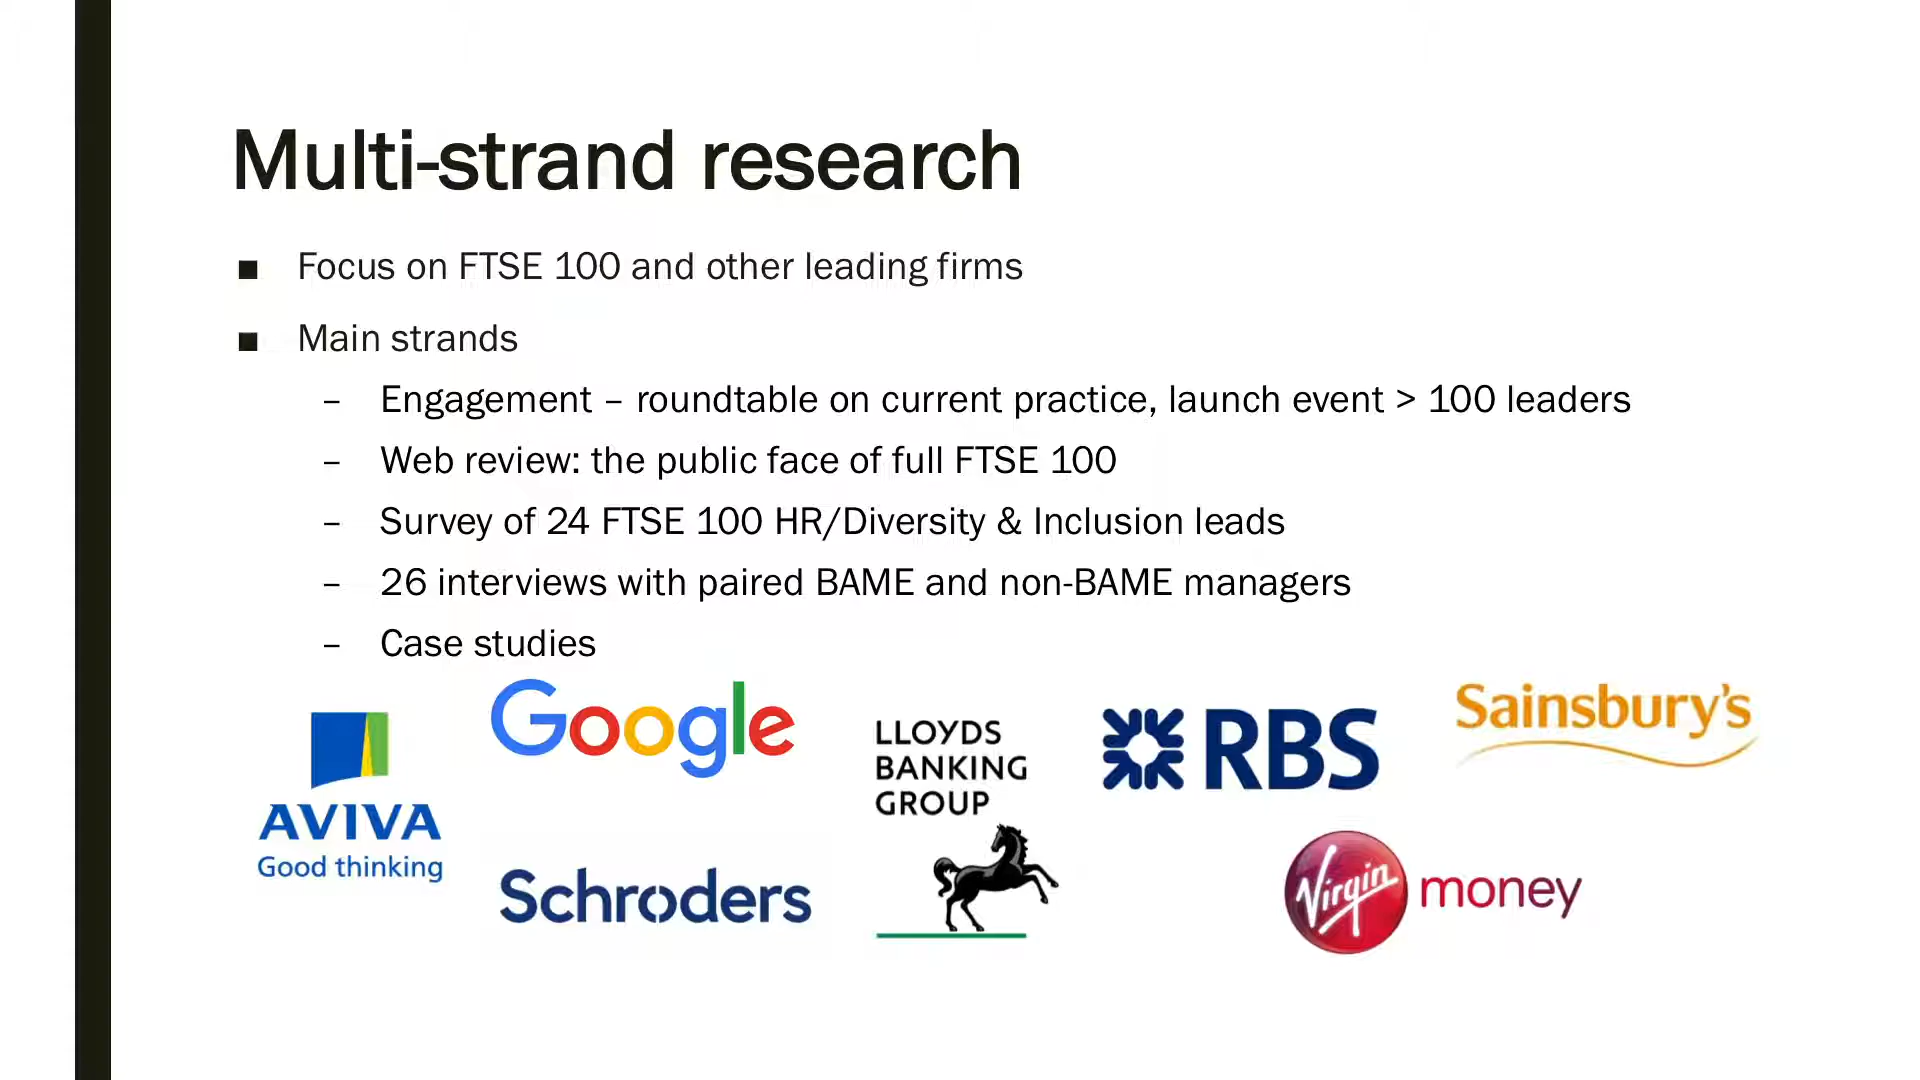 Multi-strand research
■ Focus on FTSE 100 and other leading firms
■ Main strands
– Engagement – roundtable on current practice, launch event > 100 leaders
– Web review: the public face of full FTSE 100
– Survey of 24 FTSE 100 HR/Diversity & Inclusion leads
– 26 interviews with paired BAME and non-BAME managers
– Case studies
AVIVA
Good thinking
Google
Schroders
LLOYDS
BANKING
GROUP
RBS
Sainsbury's
Virgin money